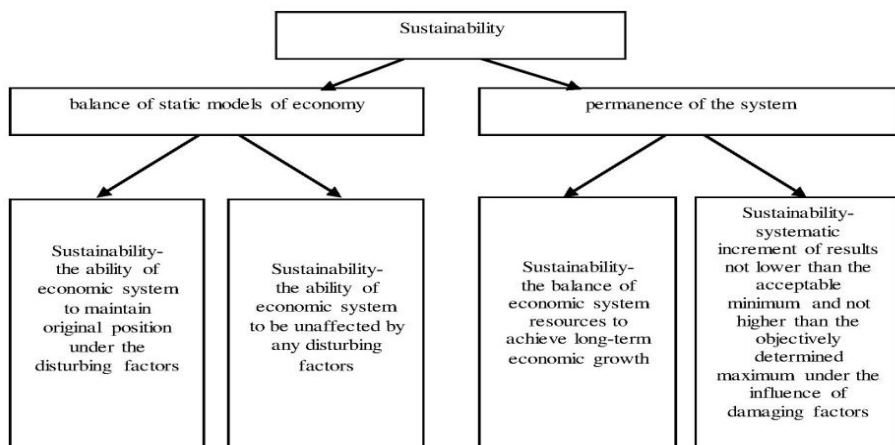 Sustainability
balance of static models of economy
permanence of the system
Sustainability-
the ability of
economic system
to maintain
original position
under the
disturbing factors
Sustainability-
the ability of
economic system
to be unaffected by
any disturbing
factors
Sustainability-
the balance of
economic system
resources to
achieve long-term
economic growth
Sustainability-
systematic
increment of results
not lower than the
acceptable
minimum and not
higher than the
objectively
determined
maximum under the
influence of
damaging factors